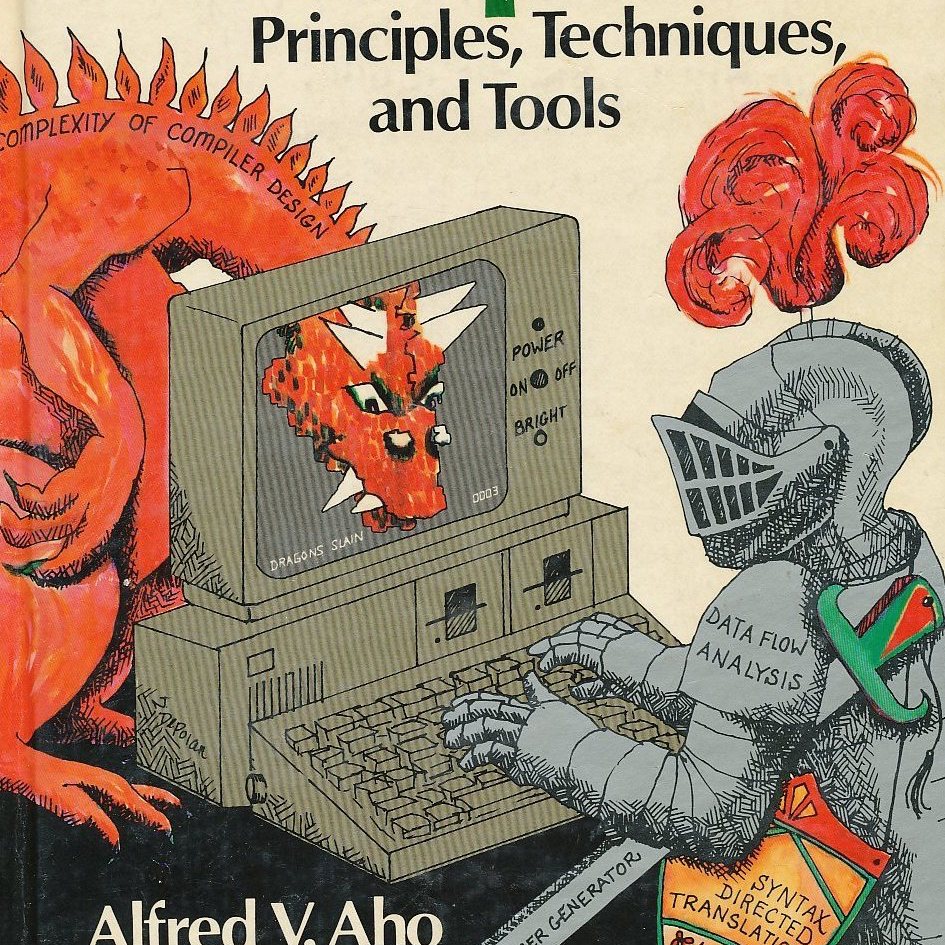 Principles, Techniques,
and Tools
COMPLEXITY OF COMPILER DESIGN
POWER
ON OFF
BRIGHT
0003
DRAGONS SLAIN
DATA FLOW
ANALYSIS
SYNTAX
DIRECTED
GENERATOR
Alfred V. Aho